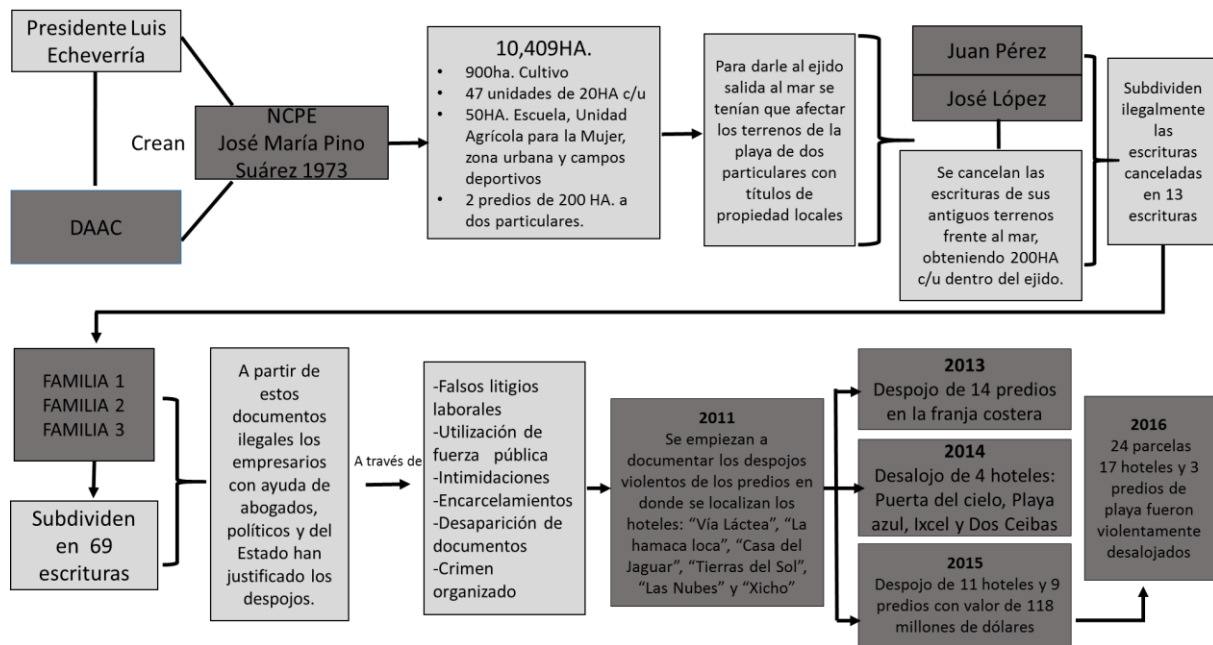 Presidente Luis
Echeverría
DAAC
Crean
NCPE
José María Pino
Suárez 1973
10,409HA.
• 900ha. Cultivo
• 47 unidades de 20HA c/u
• 50HA. Escuela, Unidad
Agrícola para la Mujer,
zona urbana y campos
deportivos
• 2 predios de 200 HA. a
dos particulares.
Para darle al ejido
salida al mar se
tenían que afectar
los terrenos de la
playa de dos
particulares con
títulos de
propiedad locales
Juan Pérez
José López
Se cancelan las
escrituras de sus
antiguos terrenos
frente al mar,
obteniendo 200HA
c/u dentro del ejido.
Subdividen
ilegalmente
las
escrituras
canceladas
en 13
escrituras
FAMILIA 1
FAMILIA 2
FAMILIA 3
Subdividen
en 69
escrituras
A partir de
estos
documentos
ilegales los
empresarios
con ayuda de
abogados,
políticos y del
Estado han
justificado los
despojos.
A través de
-Falsos litigios
laborales
-Utilización de
fuerza pública
-Intimidaciones
-Encarcelamientos
-Desaparición de
documentos
-Crimen
organizado
2011
Se empiezan a
documentar los despojos
violentos de los predios en
donde se localizan los
hoteles: “Vía Láctea”, “La
hamaca loca”, “Casa del
Jaguar”, “Tierras del Sol”,
“Las Nubes” y “Xicho”
2013
Despojo de 14 predios
en la franja costera
2014
Desalojo de 4 hoteles:
Puerta del cielo, Playa
azul, Ixcel y Dos Ceibas
2015
Despojo de 11 hoteles y 9
predios con valor de 118
millones de dólares
2016
24 parcelas
17 hoteles y 3
predios de
playa fueron
violentamente
desalojados